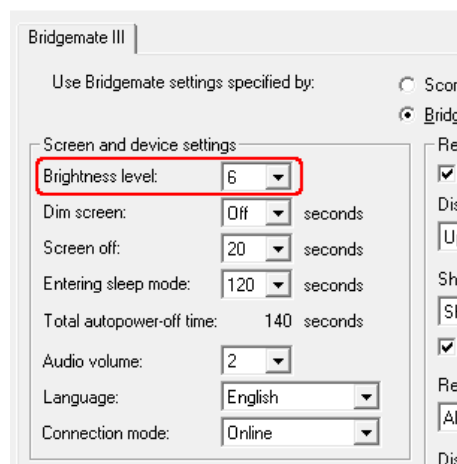 Bridgemate III
Use Bridgemate settings specified by:
Screen and device settings
Brightness level: 6
Dim screen: Off seconds
Screen off: 20 seconds
Entering sleep mode: 120 seconds
Total autopower-off time: 140 seconds
Audio volume: 2
Language: English
Connection mode: Online